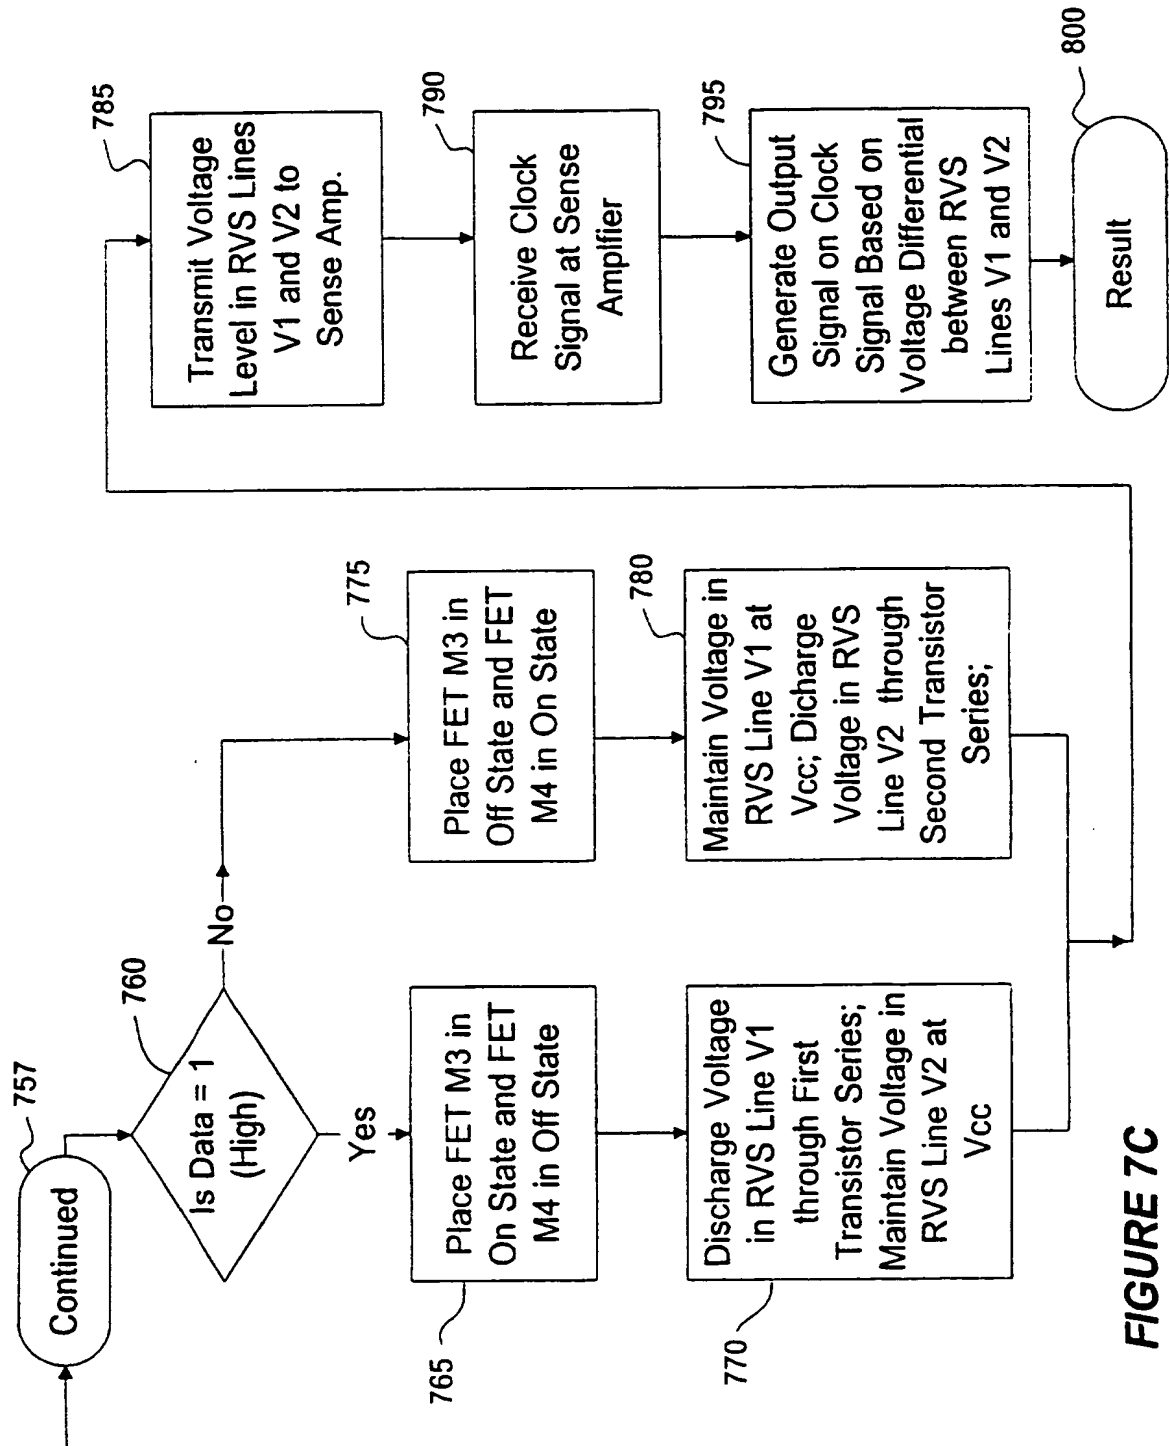 757
Continued
760
Is Data = 1
(High)
No
Yes
765
Place FET M3 in
On State and FET
M4 in Off State
770
Discharge Voltage
in RVS Line V1
through First
Transistor Series;
Maintain Voltage in
RVS Line V2 at
Vcc
775
Place FET M3 in
Off State and FET
M4 in On State
780
Maintain Voltage in
RVS Line V1 at
Vcc; Dicharge
Voltage in RVS
Line V2 through
Second Transistor
Series;
785
Transmit Voltage
Level in RVS Lines
V1 and V2 to
Sense Amp.
790
Receive Clock
Signal at Sense
Amplfier
795
Generate Output
Signal on Clock
Signal Based on
Voltage Differential
between RVS
Lines V1 and V2
800
Result
FIGURE 7C